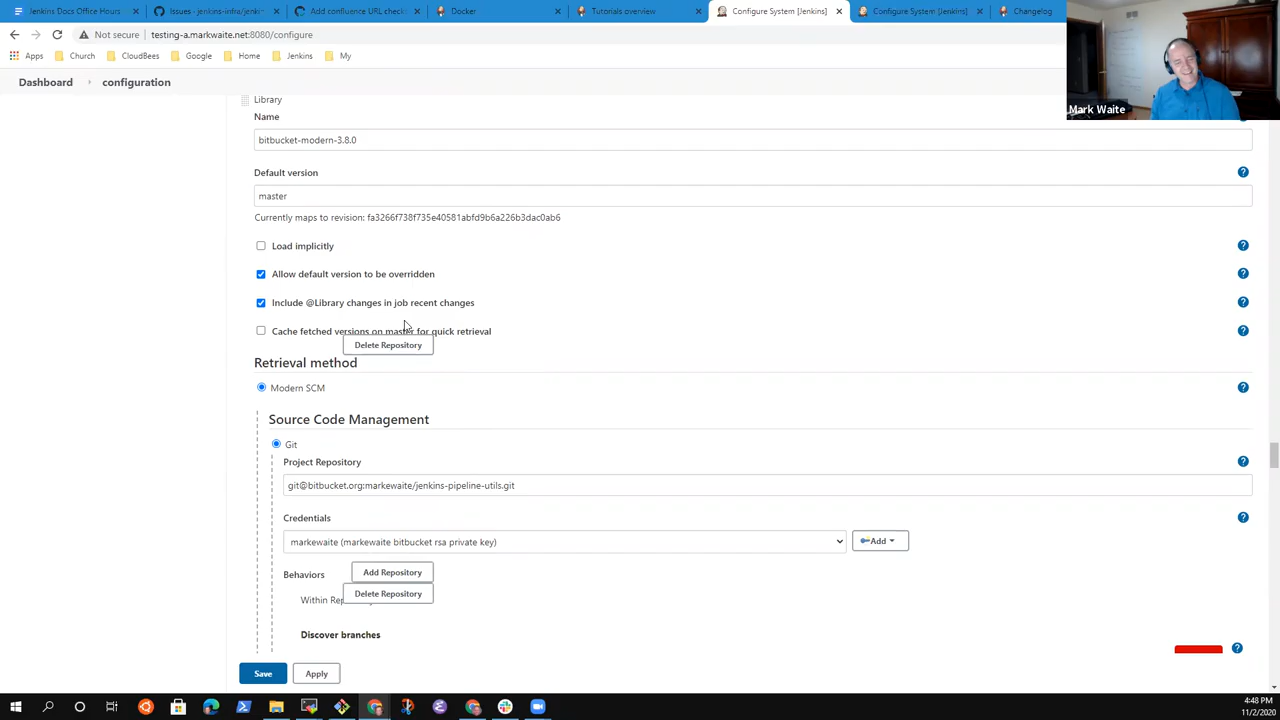 Jenkins Docs Office Hours
Issues · jenkins-infra/jenkin
Add confluence URL check
Docker
Tutorials overview
Configure System [Jenkins]
Configure System [Jenkins]
Changelog
Not secure
testing-a.markwaite.net:8080/configure
Apps
Church
CloudBees
Google
Home
Jenkins
My
Dashboard
configuration
Mark Waite
Library
Name
bitbucket-modern-3.8.0
Default version
master
Currently maps to revision: fa3266f738f735e40581abfd9b6a226b3dac0ab6
Load implicitly
Allow default version to be overridden
Include @Library changes in job recent changes
Cache fetched versions on master for quick retrieval
Delete Repository
Retrieval method
Modern SCM
Source Code Management
Git
Project Repository
git@bitbucket.org:markewaite/jenkins-pipeline-utils.git
Credentials
markewaite (markewaite bitbucket rsa private key)
Add
Behaviors
Add Repository
Delete Repository
Within
Discover branches
Save
Apply
4:48 PM
11/2/2020